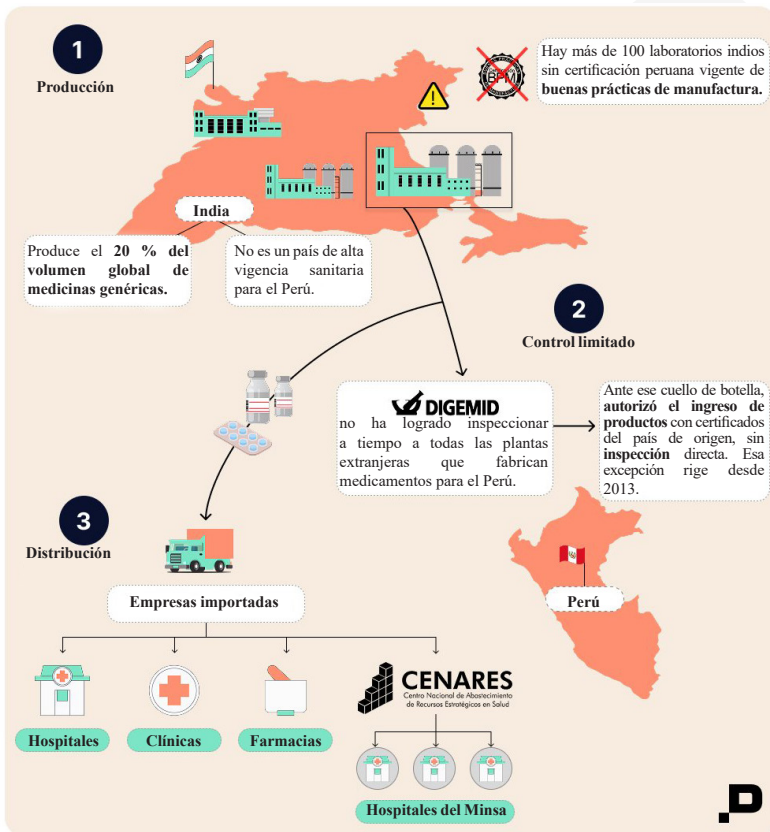 1
Producción
BPM
Hay más de 100 laboratorios indios
sin certificación peruana vigente de
buenas prácticas de manufactura.
India
Produce el 20 % del
volumen global de
medicinas genéricas.
No es un país de alta
vigencia sanitaria
para el Perú.
2
Control limitado
DIGEMID
no ha logrado inspeccionar
a tiempo a todas las plantas
extranjeras que fabrican
medicamentos para el Perú.
Ante ese cuello de botella,
autorizó el ingreso de
productos con certificados
del país de origen, sin
inspección directa. Esa
excepción rige desde
2013.
Perú
3
Distribución
Empresas importadas
Hospitales
Clínicas
Farmacias
CENARES
Centro Nacional de Abastecimiento
de Recursos Estratégicos en Salud
Hospitales del Minsa